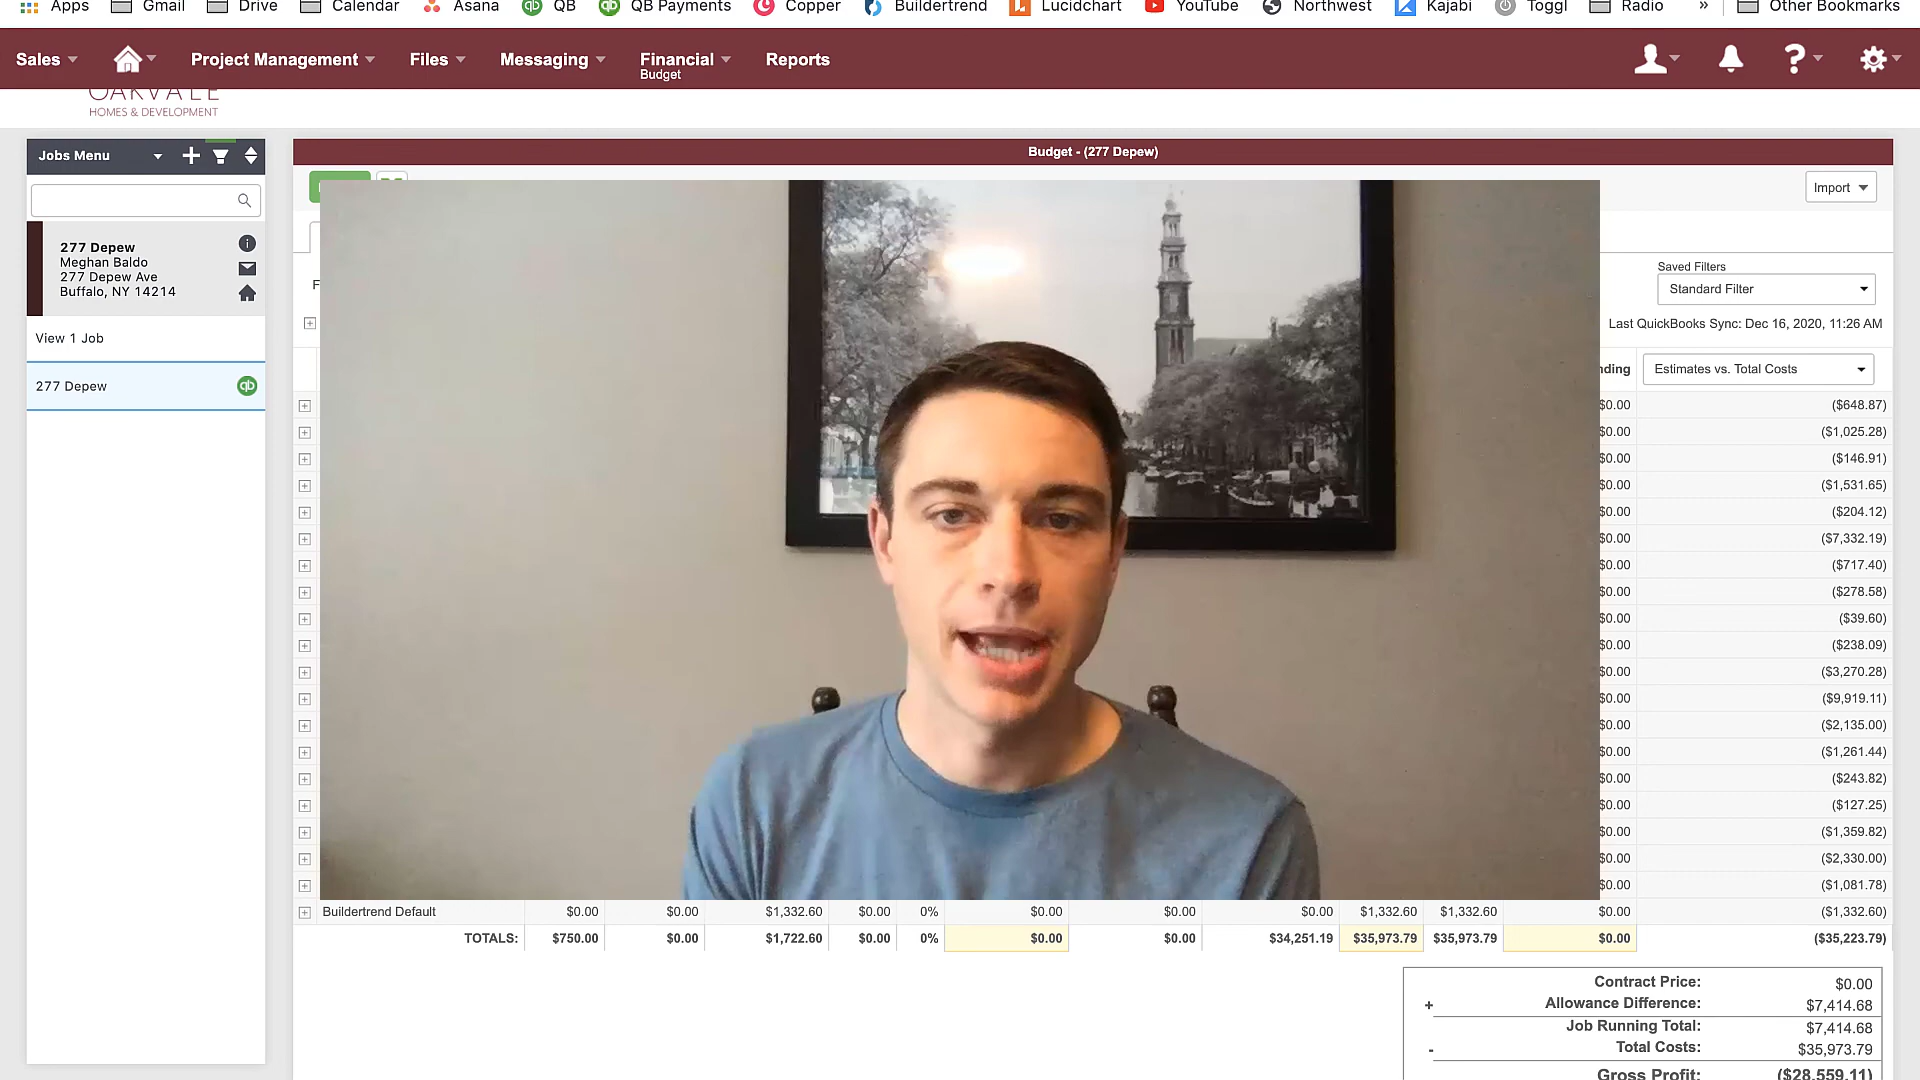 Apps Gmail Drive Calendar Asana QB QB Payments Copper Buildertrend Lucidchart YouTube Northwest Kajabi Toggl Radio » Other Bookmarks
Sales Project Management Files Messaging Financial Reports
Budget
OAKVALE
HOMES & DEVELOPMENT
Jobs Menu
Budget - (277 Depew)
Import
277 Depew
Meghan Baldo
277 Depew Ave
Buffalo, NY 14214
View 1 Job
277 Depew
qb
Saved Filters
Standard Filter
Last QuickBooks Sync: Dec 16, 2020, 11:26 AM
nding Estimates vs. Total Costs
$0.00 ($648.87)
$0.00 ($1,025.28)
$0.00 ($146.91)
$0.00 ($1,531.65)
$0.00 ($204.12)
$0.00 ($7,332.19)
$0.00 ($717.40)
$0.00 ($278.58)
$0.00 ($39.60)
$0.00 ($238.09)
$0.00 ($3,270.28)
$0.00 ($9,919.11)
$0.00 ($2,135.00)
$0.00 ($1,261.44)
$0.00 ($243.82)
$0.00 ($127.25)
$0.00 ($1,359.82)
$0.00 ($2,330.00)
$0.00 ($1,081.78)
Buildertrend Default $0.00 $0.00 $1,332.60 $0.00 0% $0.00 $0.00 $0.00 $1,332.60 $1,332.60 $0.00 ($1,332.60)
TOTALS: $750.00 $0.00 $1,722.60 $0.00 0% $0.00 $0.00 $34,251.19 $35,973.79 $35,973.79 $0.00 ($35,223.79)
Contract Price: $0.00
+ Allowance Difference: $7,414.68
Job Running Total: $7,414.68
- Total Costs: $35,973.79
Gross Profit: ($28,559.11)